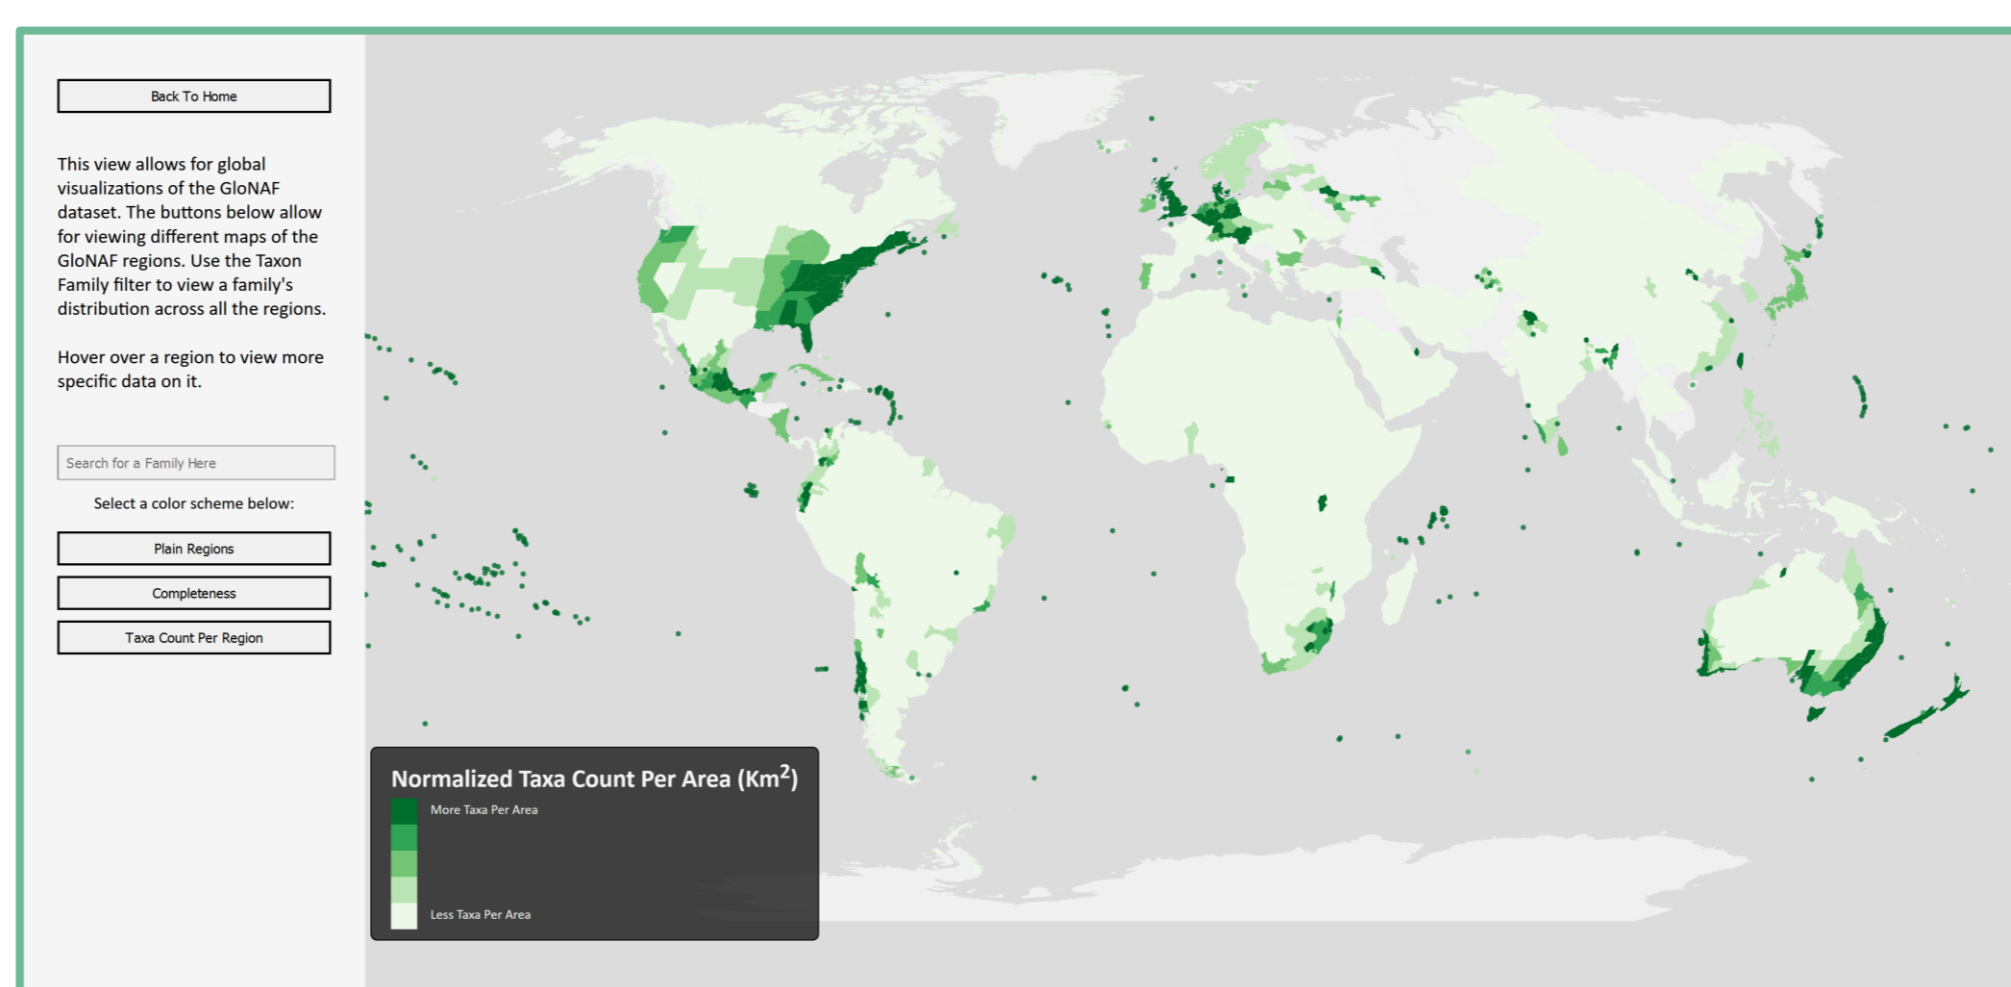 Back To Home
This view allows for global
visualizations of the GloNAF
dataset. The buttons below allow
for viewing different maps of the
GloNAF regions. Use the Taxon
Family filter to view a family's
distribution across all the regions.
Hover over a region to view more
specific data on it.
Search for a Family Here
Select a color scheme below:
Plain Regions
Completeness
Taxa Count Per Region
Normalized Taxa Count Per Area (Km²)
More Taxa Per Area
Less Taxa Per Area